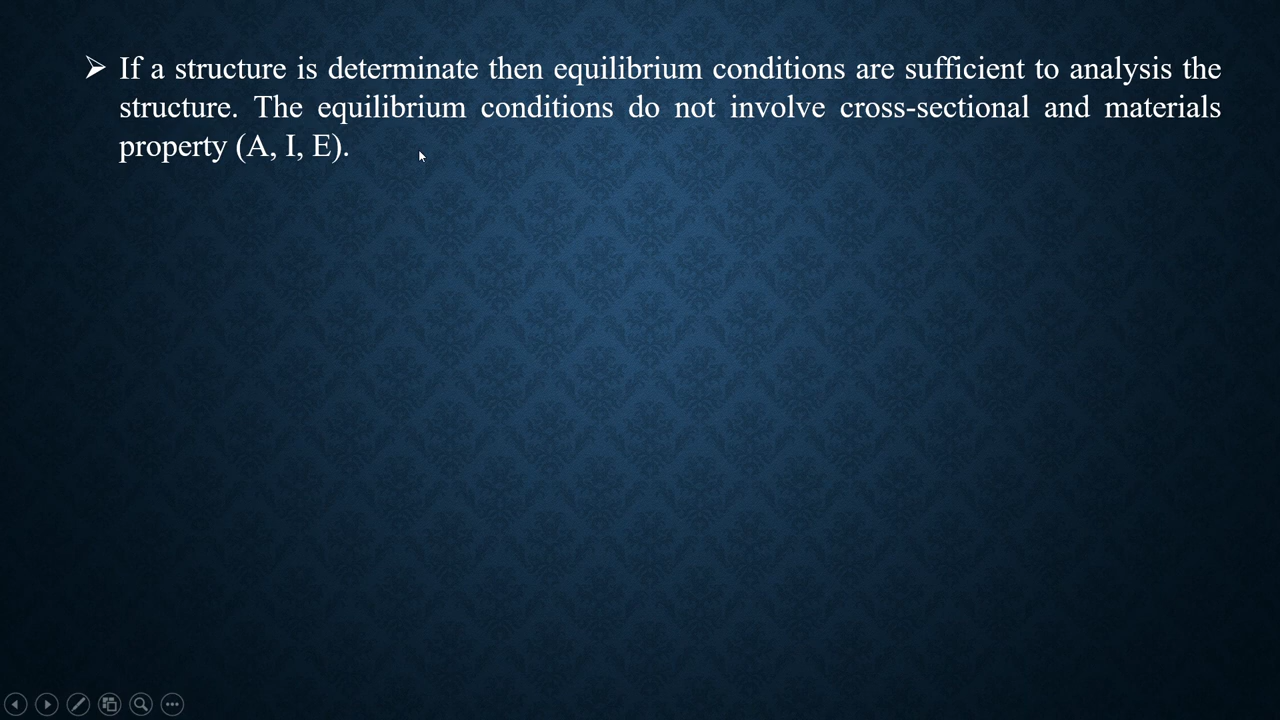 If a structure is determinate then equilibrium conditions are sufficient to analysis the
structure. The equilibrium conditions do not involve cross-sectional and materials
property (A, I, E).